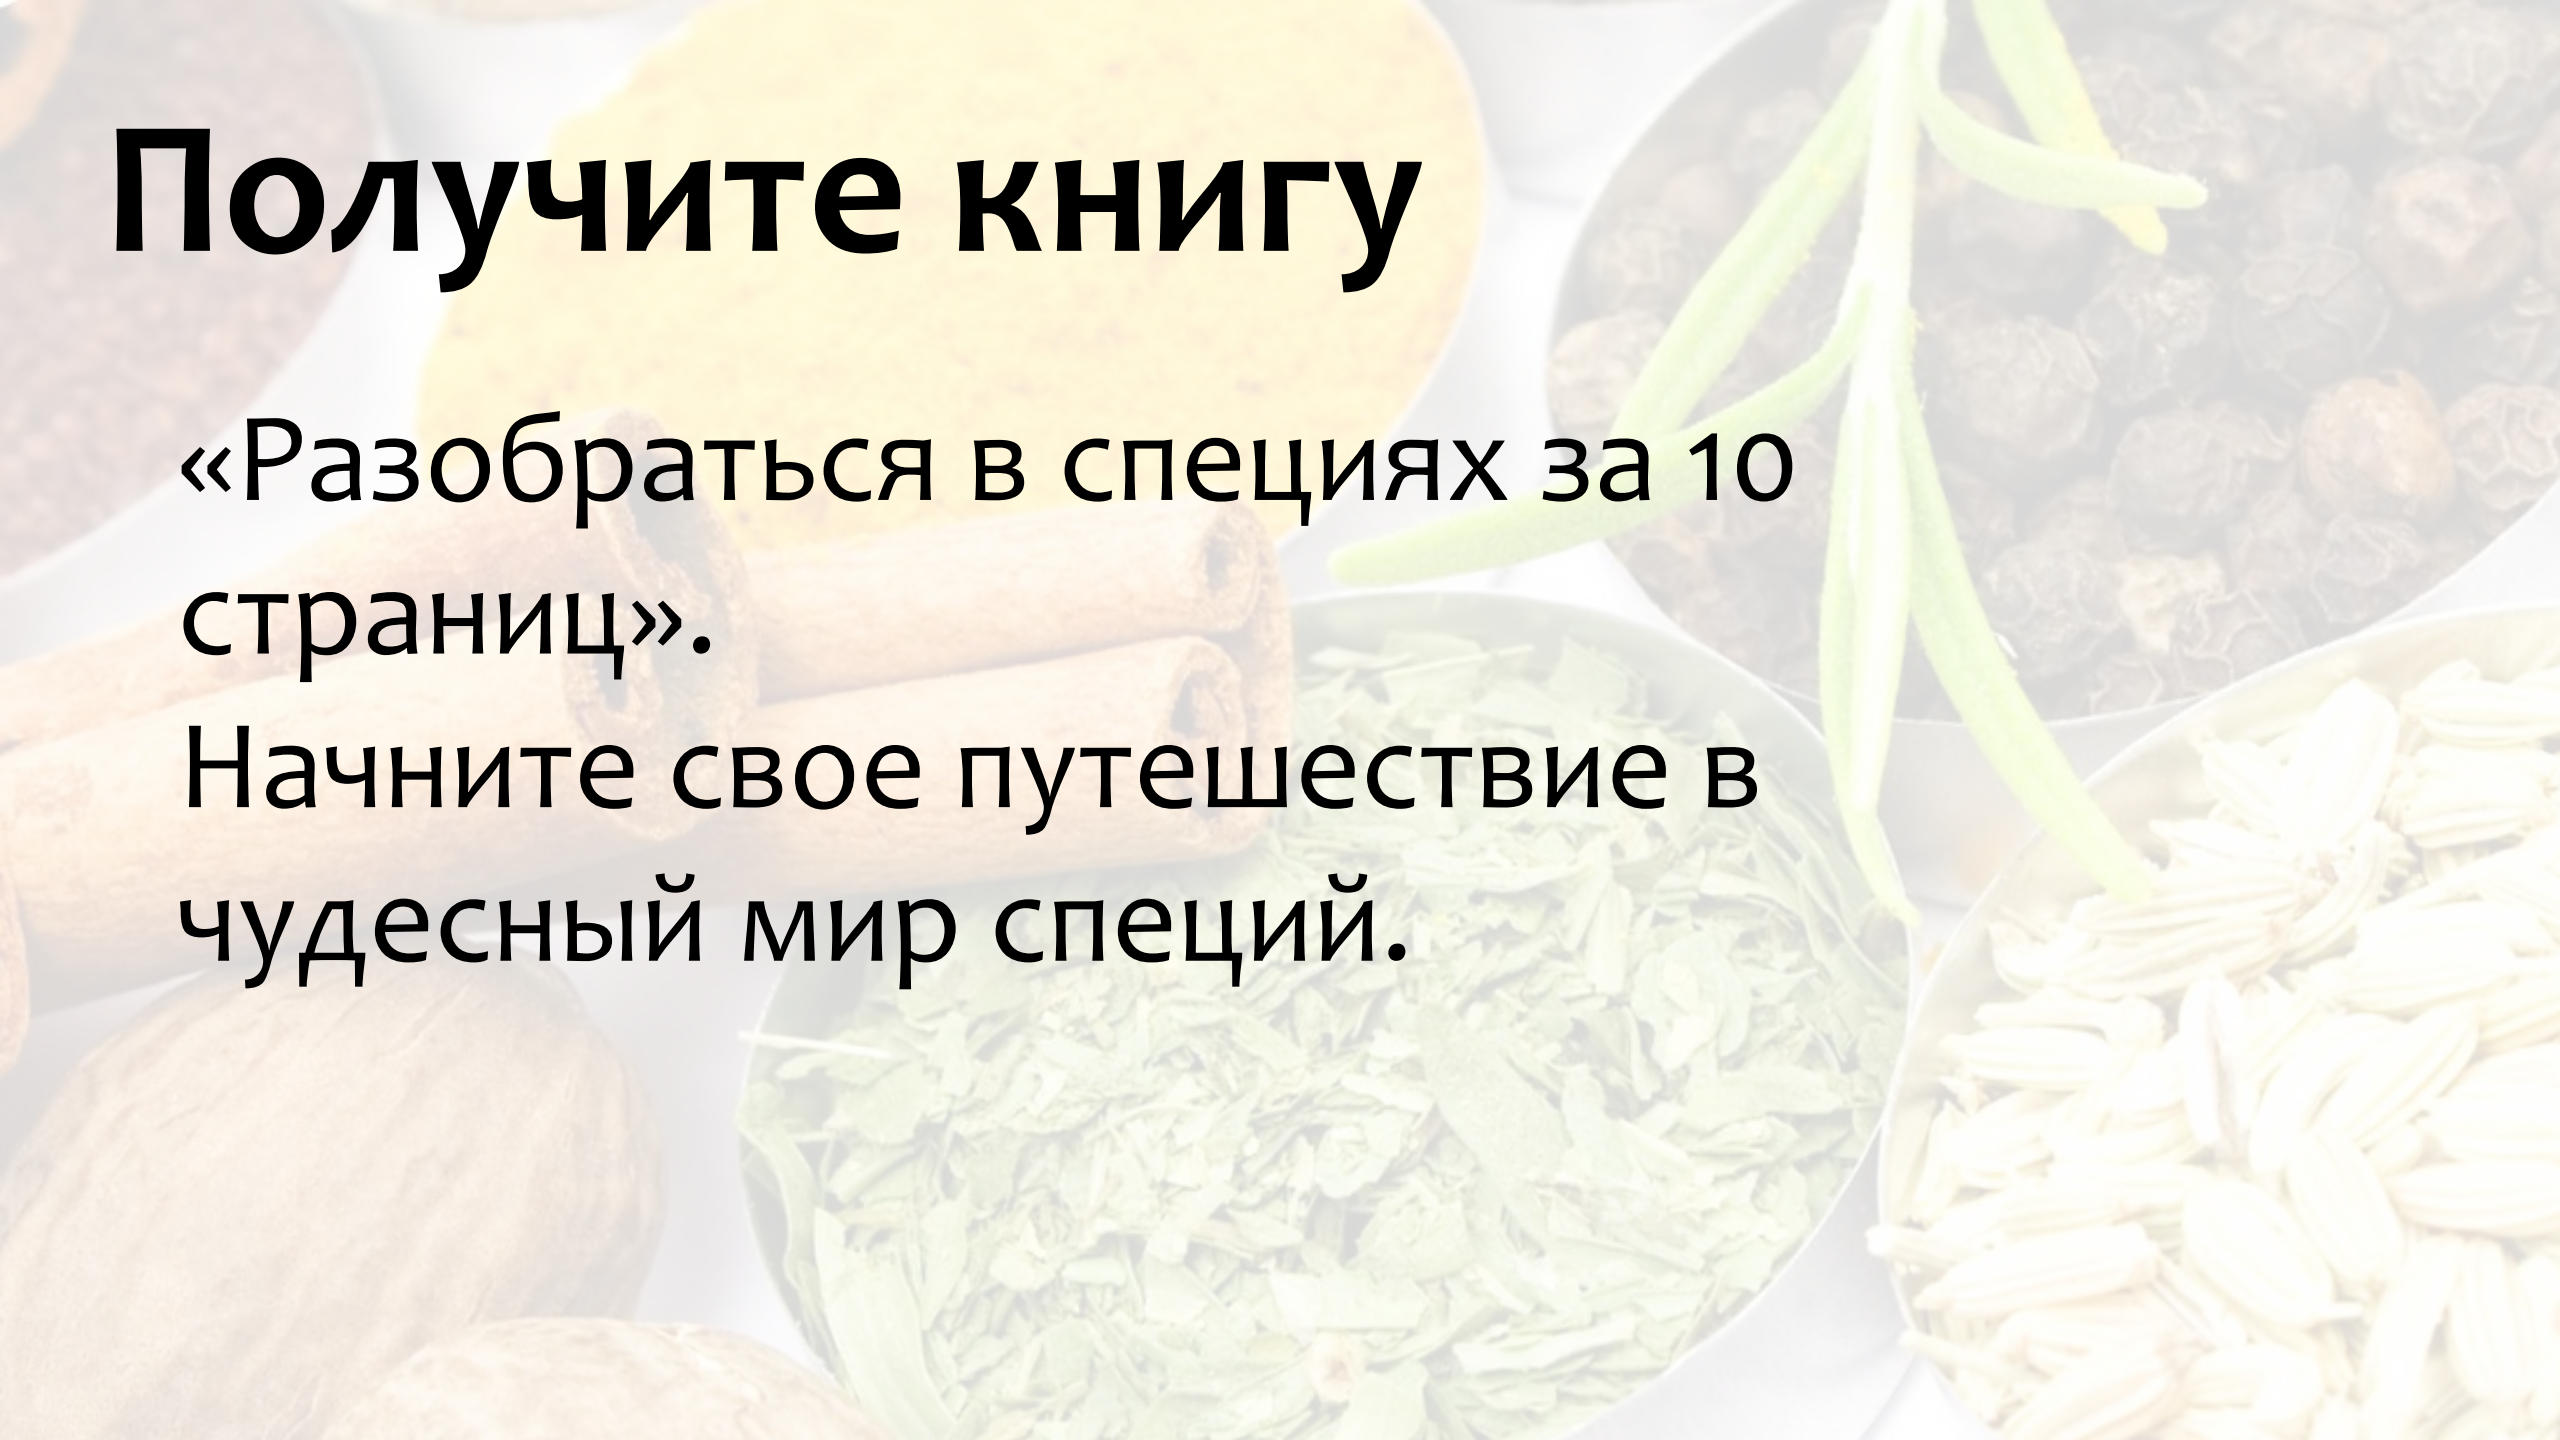 Получите книгу
«Разобраться в специях за 10
страниц».
Начните свое путешествие в
чудесный мир специй.